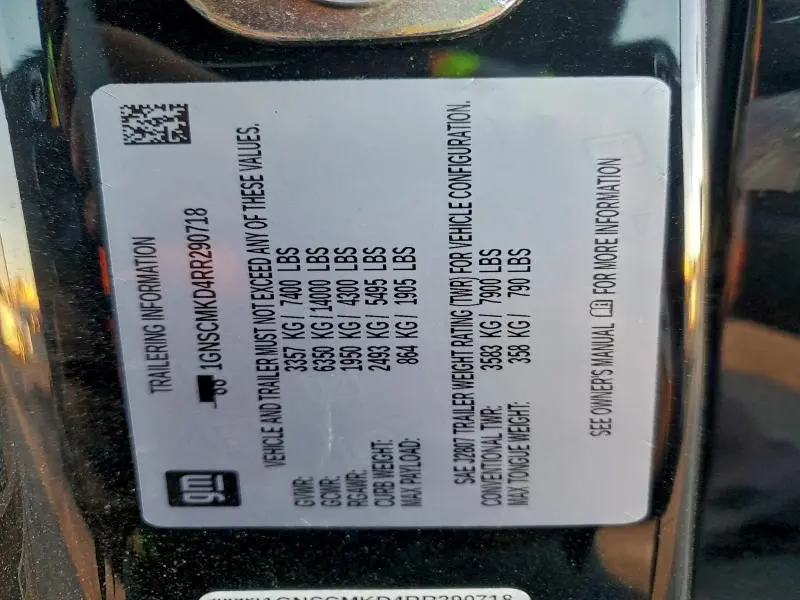 TRAILERING INFORMATION
gm
1GNSCMKD4RR290718
VEHICLE AND TRAILER MUST NOT EXCEED ANY OF THESE VALUES.
GVWR: 3357 KG / 7400 LBS
GCWR: 6350 KG / 14000 LBS
RGAWR: 1950 KG / 4300 LBS
CURB WEIGHT: 2493 KG / 5495 LBS
MAX PAYLOAD: 864 KG / 1905 LBS
SAE J2807 TRAILER WEIGHT RATING (TWR) FOR VEHICLE CONFIGURATION.
CONVENTIONAL TWR: 3583 KG / 7900 LBS
MAX TONGUE WEIGHT: 358 KG / 790 LBS
SEE OWNER'S MANUAL FOR MORE INFORMATION
1GNSCMKD4RR290718